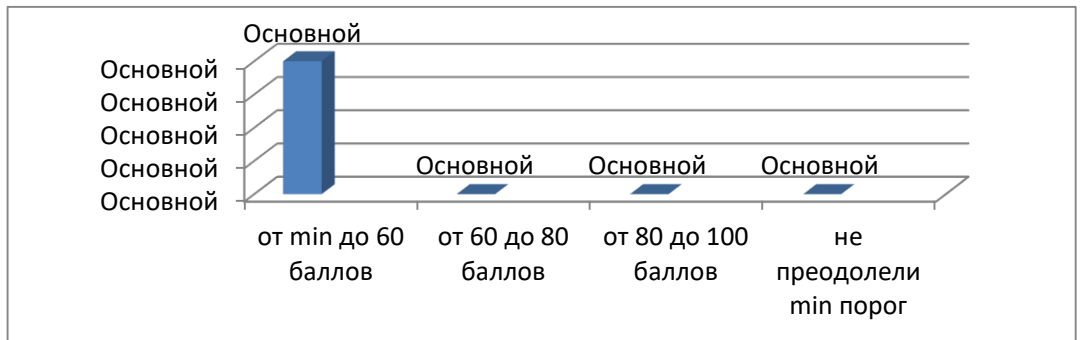 Основной
Основной
Основной
Основной
Основной
Основной
Основной Основной Основной
от min до 60 баллов
от 60 до 80 баллов
от 80 до 100 баллов
не преодолели min порог